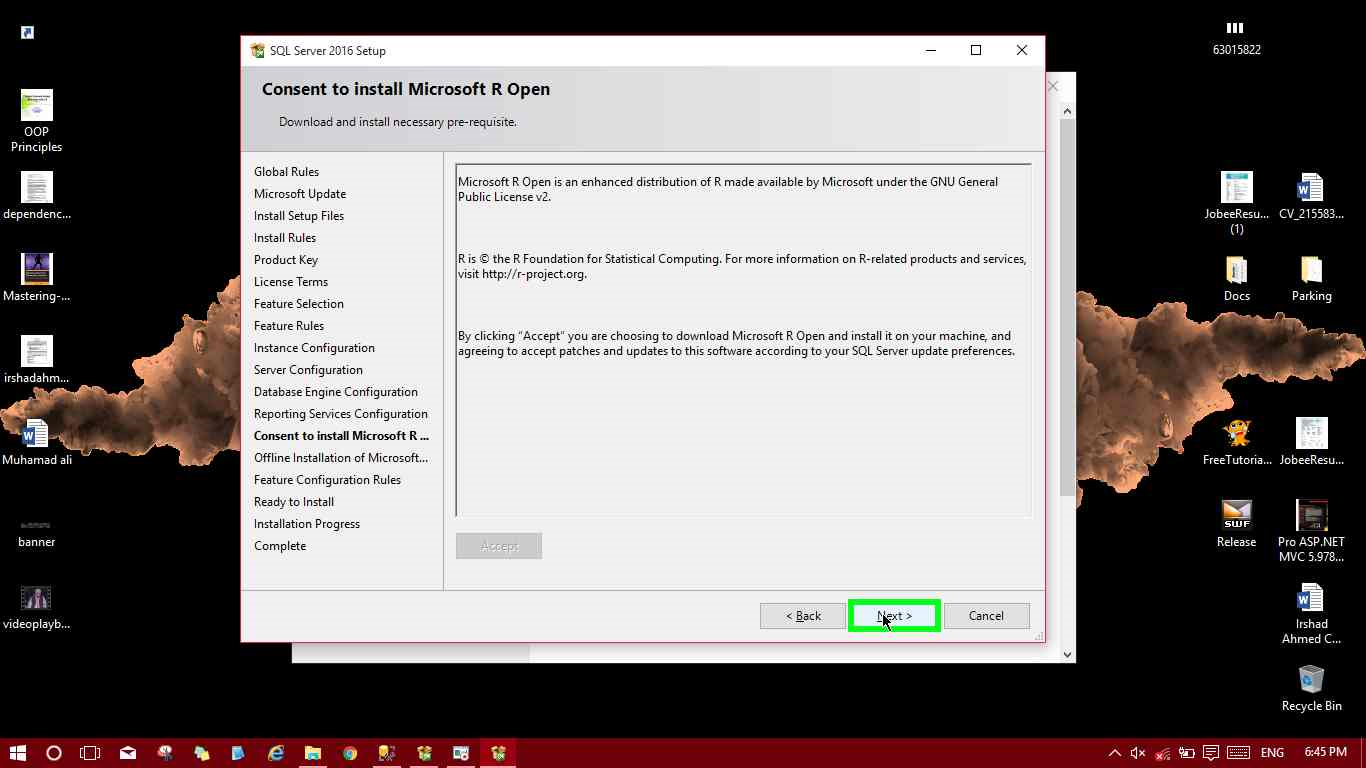 63015822
OOP
Principles
dependenc...
Mastering-...
irshadahm...
Muhamad ali
banner
videoplayb...
SQL Server 2016 Setup
Consent to install Microsoft R Open
Download and install necessary pre-requisite.
Global Rules
Microsoft Update
Install Setup Files
Install Rules
Product Key
License Terms
Feature Selection
Feature Rules
Instance Configuration
Server Configuration
Database Engine Configuration
Reporting Services Configuration
Consent to install Microsoft R ...
Offline Installation of Microsoft...
Feature Configuration Rules
Ready to Install
Installation Progress
Complete
Microsoft R Open is an enhanced distribution of R made available by Microsoft under the GNU General
Public License v2.
R is © the R Foundation for Statistical Computing. For more information on R-related products and services,
visit http://r-project.org.
By clicking "Accept" you are choosing to download Microsoft R Open and install it on your machine, and
agreeing to accept patches and updates to this software according to your SQL Server update preferences.
Accept
< Back
Next >
Cancel
JobeeResu...
(1)
CV_215583...
Docs
Parking
FreeTutoria...
JobeeResu...
SWF
Release
Pro ASP.NET
MVC 5.978...
Irshad
Ahmed C...
Recycle Bin
ENG
6:45 PM